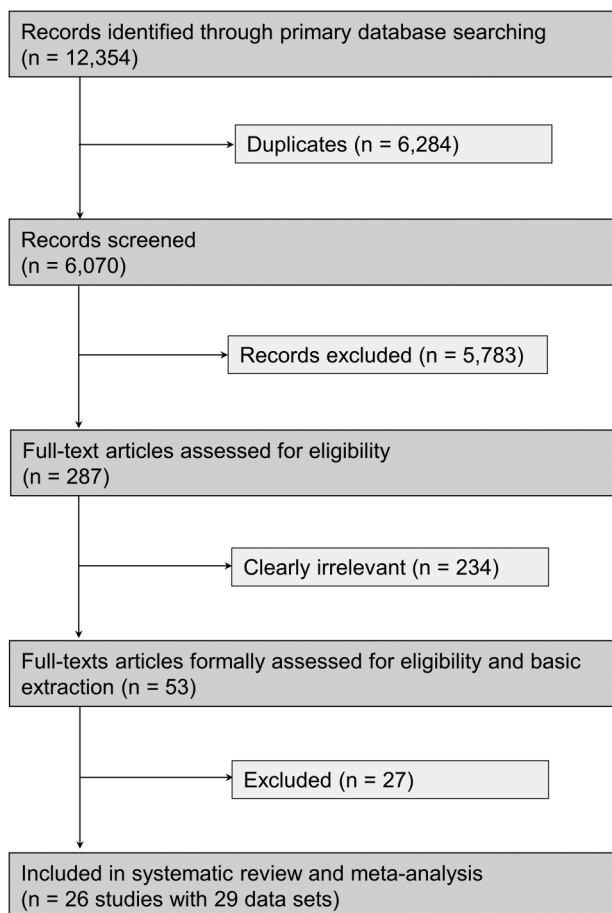 Records identified through primary database searching
(n = 12,354)
Duplicates (n = 6,284)
Records screened
(n = 6,070)
Records excluded (n = 5,783)
Full-text articles assessed for eligibility
(n = 287)
Clearly irrelevant (n = 234)
Full-texts articles formally assessed for eligibility and basic
extraction (n = 53)
Excluded (n = 27)
Included in systematic review and meta-analysis
(n = 26 studies with 29 data sets)